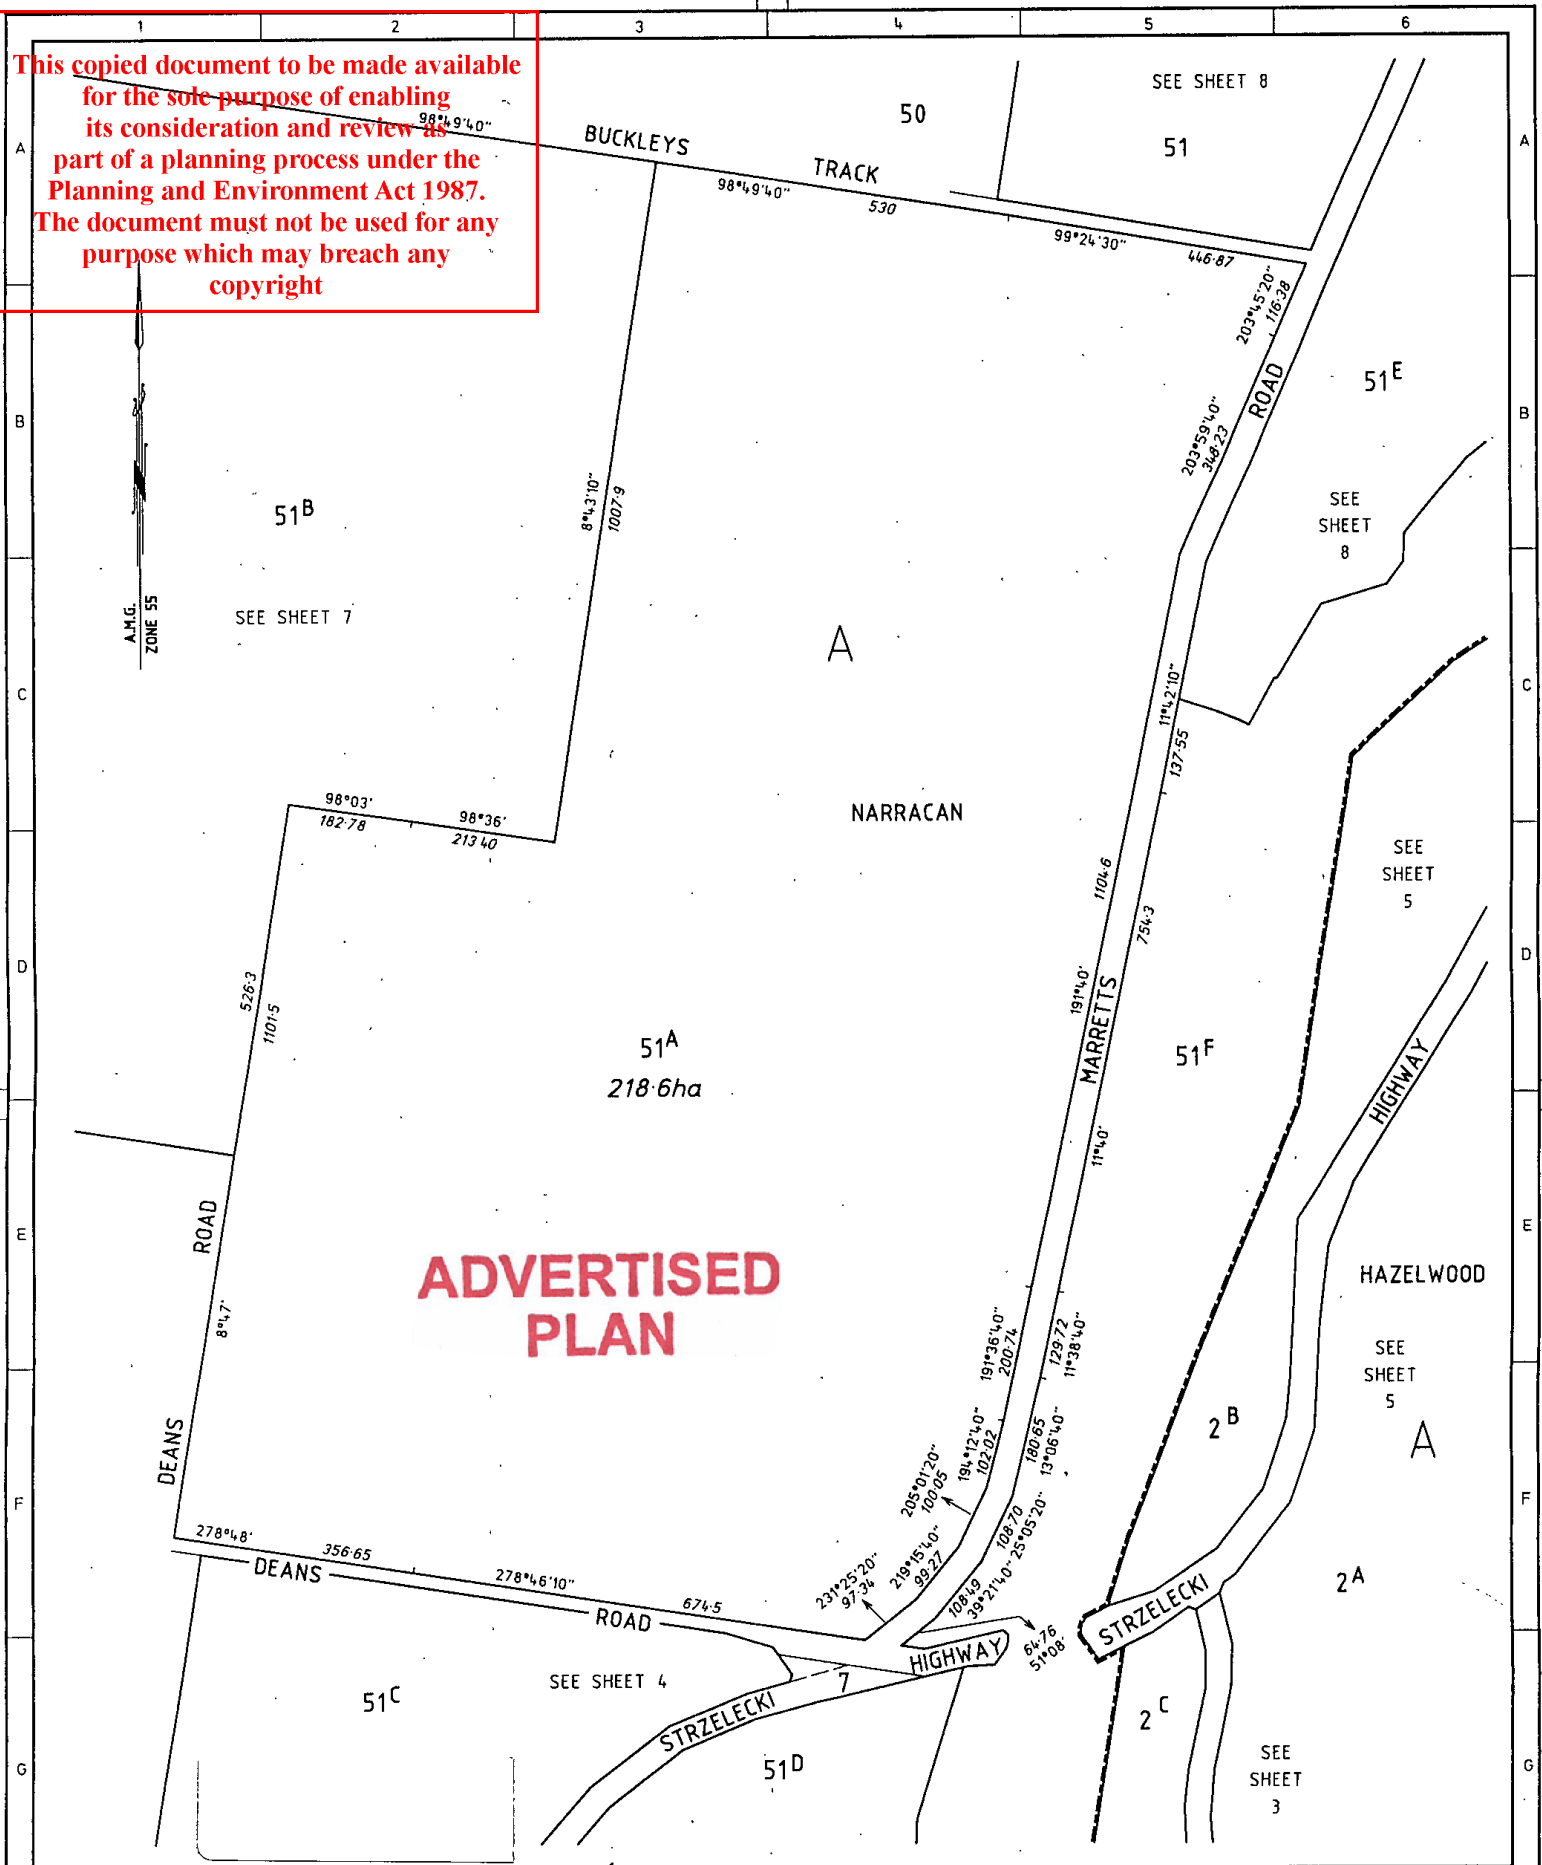 1 2 3 4 5 6
This copied document to be made available
for the sole purpose of enabling
its consideration and review as
part of a planning process under the
Planning and Environment Act 1987.
The document must not be used for any
purpose which may breach any
copyright
98°49'40"
BUCKLEYS
TRACK
98°49'40"
530
50
SEE SHEET 8
51
99°24'30"
446·87
A
A
203°45'20"
116·38
ROAD
51E
203°59'40"
348·23
B
B
SEE
SHEET
8
8°43'10"
1007·9
51B
SEE SHEET 7
A.M.G.
ZONE 55
A
C
C
11°42'10"
137·55
NARRACAN
98°03'
182·78
98°36'
213 40
SEE
SHEET
5
1104·6
754·3
D
D
526·3
1101·5
191°40'
MARRETTS
51A
218·6ha
51F
HIGHWAY
11°40'
ROAD
E
E
8°47'
ADVERTISED
PLAN
HAZELWOOD
SEE
SHEET
5
191°36'40"
200·74
129·72
11°38'40"
DEANS
2B
A
194°12'40"
102·02
180·65
13°06'40"
205°01'20"
100·05
F
F
278°48'
356·65
DEANS
278°46'10"
674·5
ROAD
231°25'20"
97·34
219°15'40"
99·27
108·70
25°05'20"
108·49
39°21'40"
64·76
51°08'
STRZELECKI
2A
HIGHWAY
SEE SHEET 4
51C
7
STRZELECKI
51D
2C
SEE
SHEET
3
G
G